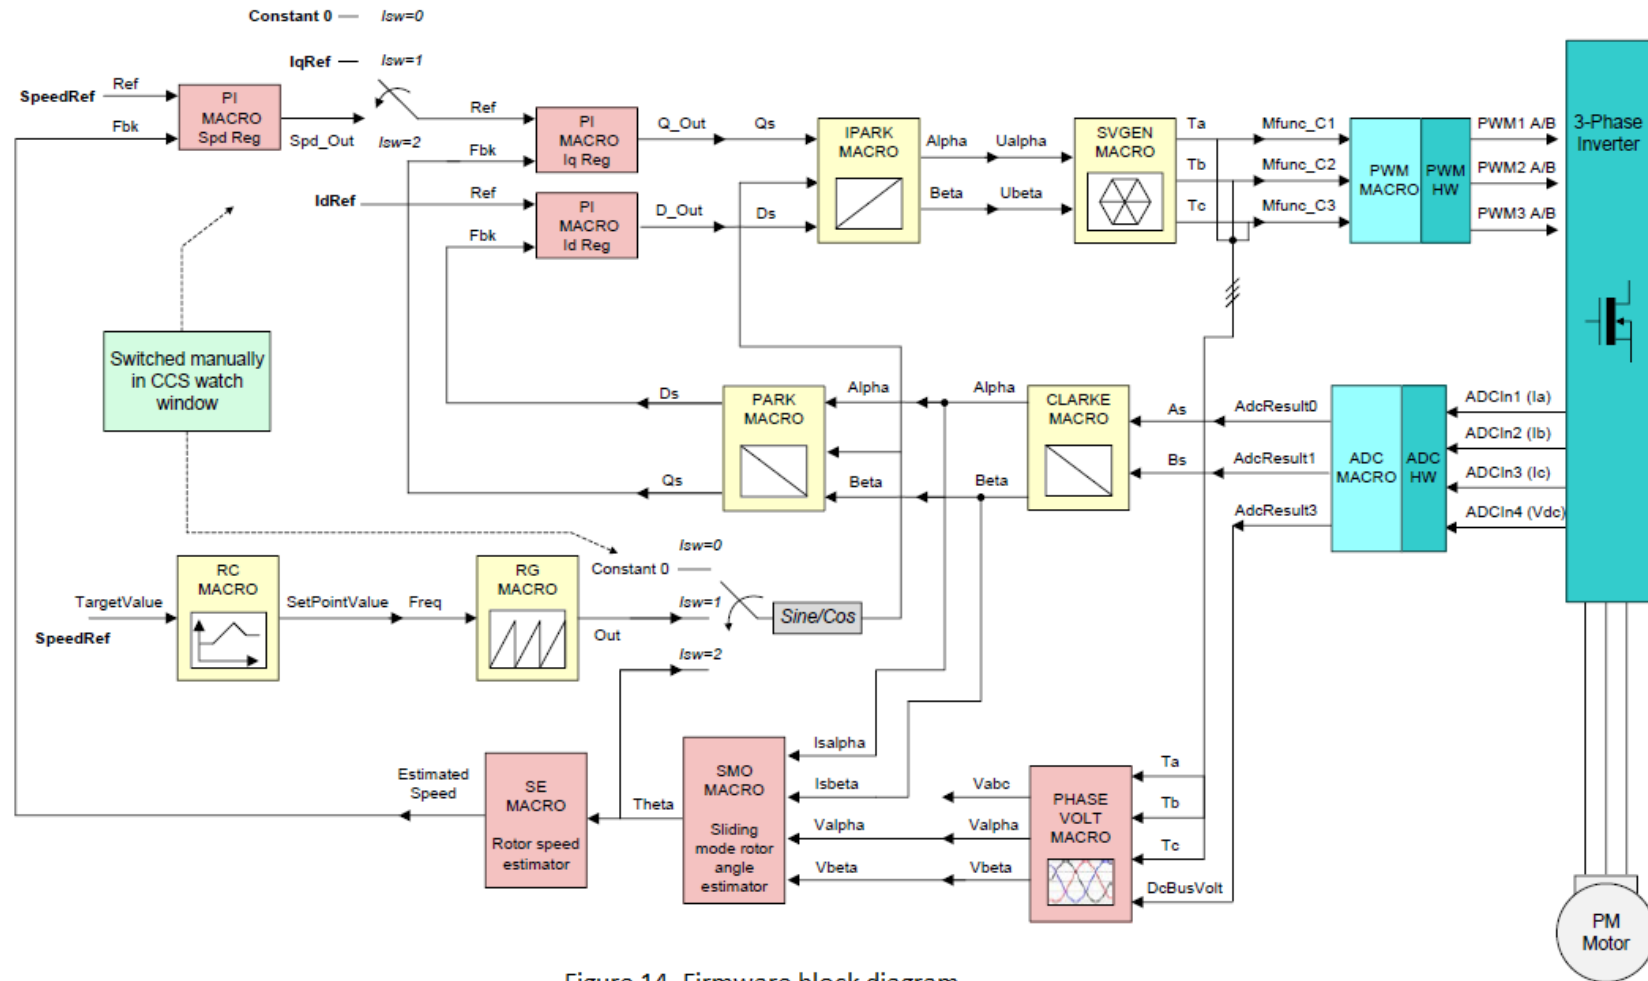 Constant 0
Isw=0
IqRef
Isw=1
SpeedRef
Ref
Fbk
PI
MACRO
Spd Reg
Spd_Out
Isw=2
Ref
Fbk
PI
MACRO
Iq Reg
Q_Out
Qs
IdRef
Ref
Fbk
PI
MACRO
Id Reg
D_Out
Ds
IPARK
MACRO
Alpha
Ualpha
Beta
Ubeta
SVGEN
MACRO
Ta
Tb
Tc
Mfunc_C1
Mfunc_C2
Mfunc_C3
PWM
MACRO
PWM
HW
PWM1 A/B
PWM2 A/B
PWM3 A/B
3-Phase
Inverter
Switched manually
in CCS watch
window
Ds
Qs
PARK
MACRO
Alpha
Alpha
Beta
Beta
CLARKE
MACRO
As
Bs
AdcResult0
AdcResult1
AdcResult3
ADC
MACRO
ADC
HW
ADCIn1 (Ia)
ADCIn2 (Ib)
ADCIn3 (Ic)
ADCIn4 (Vdc)
TargetValue
SpeedRef
RC
MACRO
SetPointValue
Freq
RG
MACRO
Out
Isw=0
Constant 0
Isw=1
Isw=2
Sine/Cos
Estimated
Speed
SE
MACRO
Rotor speed
estimator
Theta
SMO
MACRO
Sliding
mode rotor
angle
estimator
Isalpha
Isbeta
Valpha
Vbeta
Vabc
Valpha
Vbeta
PHASE
VOLT
MACRO
Ta
Tb
Tc
DcBusVolt
PM
Motor
Figure 14. Firmware block diagram